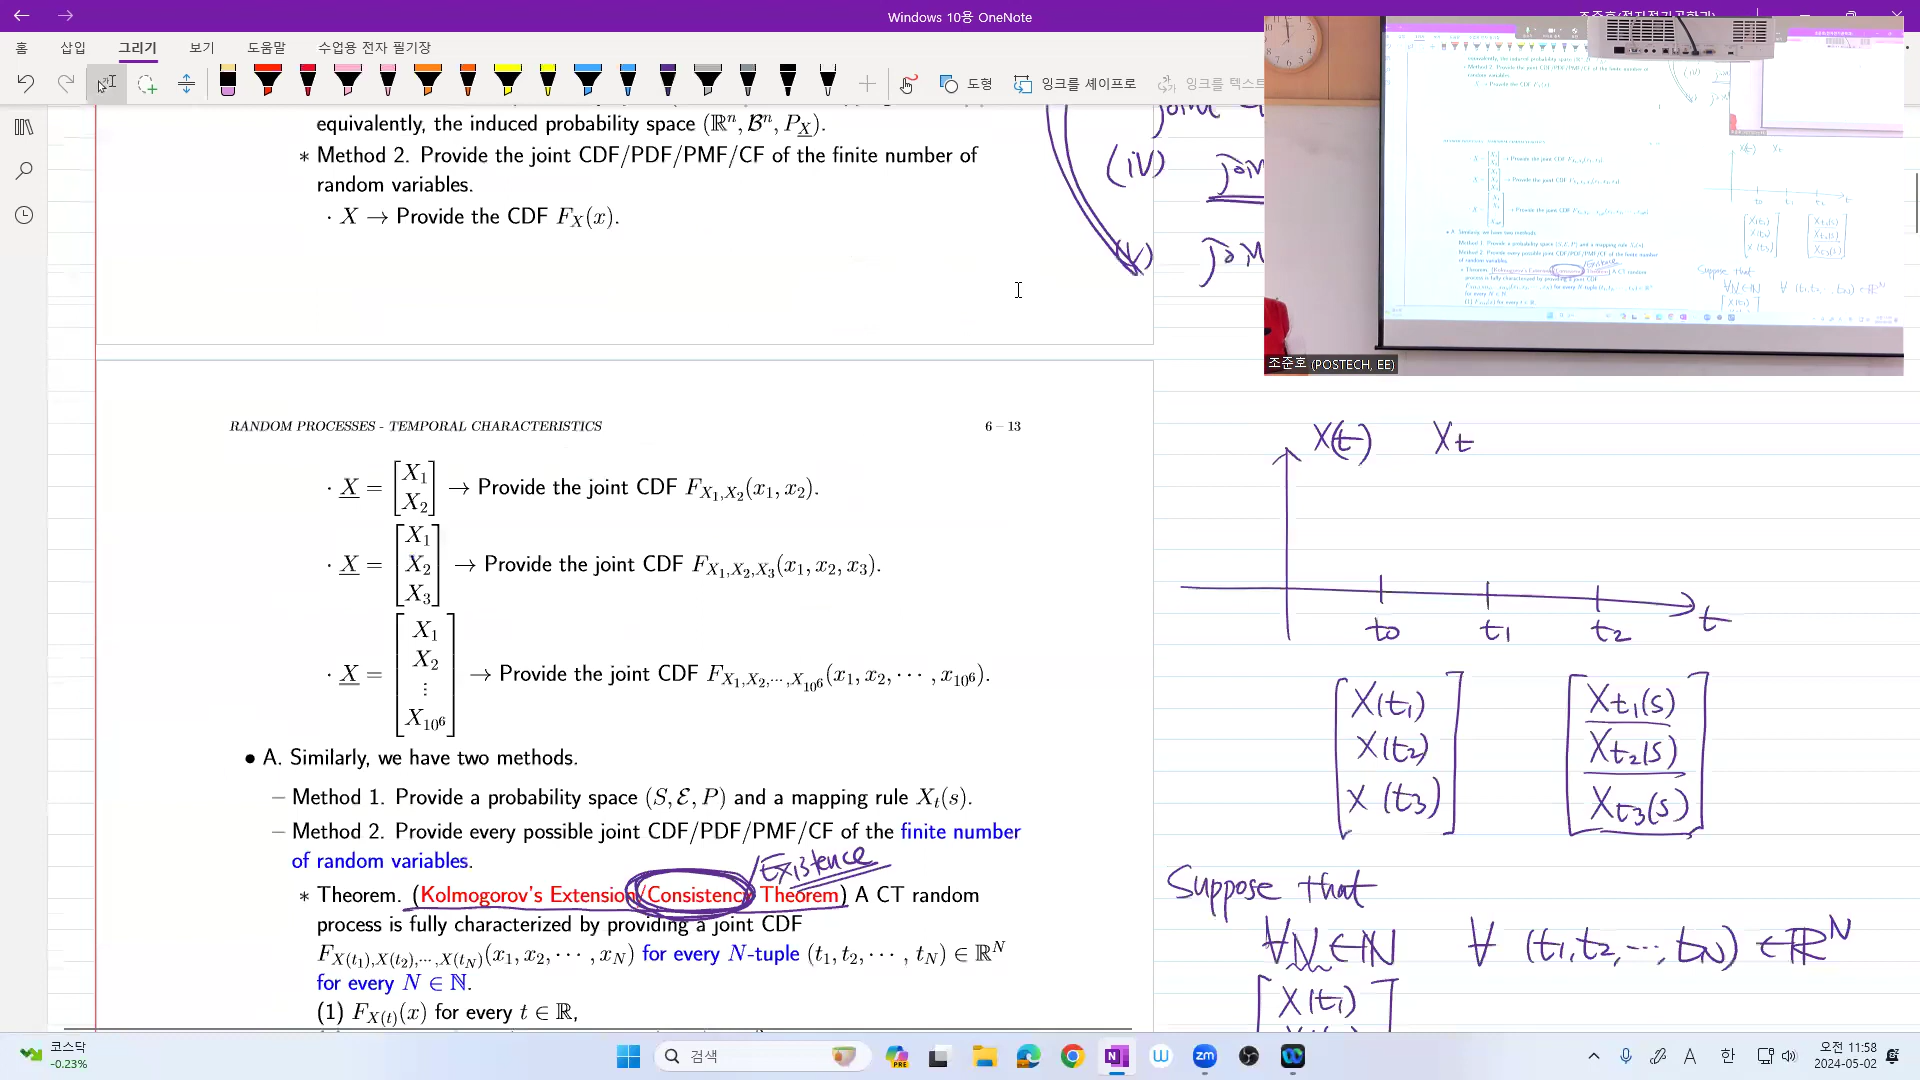 Windows 10용 OneNote
홈 삽입 그리기 보기 도움말 수업용 전자 필기장
도형 잉크를 셰이프로 잉크를 텍스트
equivalently, the induced probability space (ℝⁿ, ℬⁿ, P_X).
∗ Method 2. Provide the joint CDF/PDF/PMF/CF of the finite number of
random variables.
· X → Provide the CDF F_X(x).
(iv)
조준호 (POSTECH, EE)
RANDOM PROCESSES - TEMPORAL CHARACTERISTICS 6 – 13
· X = [X₁ X₂] → Provide the joint CDF F_{X₁,X₂}(x₁, x₂).
· X = [X₁ X₂ X₃] → Provide the joint CDF F_{X₁,X₂,X₃}(x₁, x₂, x₃).
· X = [X₁ X₂ ⋮ X_{10⁶}] → Provide the joint CDF F_{X₁,X₂,⋯,X_{10⁶}}(x₁, x₂, ⋯ , x_{10⁶}).
• A. Similarly, we have two methods.
– Method 1. Provide a probability space (S, ℰ, P) and a mapping rule X_t(s).
– Method 2. Provide every possible joint CDF/PDF/PMF/CF of the finite number
of random variables.
/Existence
∗ Theorem. (Kolmogorov's Extension/Consistency Theorem) A CT random
process is fully characterized by providing a joint CDF
F_{X(t₁),X(t₂),⋯,X(t_N)}(x₁, x₂, ⋯ , x_N) for every N-tuple (t₁, t₂, ⋯ , t_N) ∈ ℝ^N
for every N ∈ ℕ.
(1) F_{X(t)}(x) for every t ∈ ℝ,
X(t) Xt
t0 t1 t2 t
X(t1) Xt1(s)
X(t2) Xt2(s)
X(t3) Xt3(s)
Suppose that
∀N∈ℕ ∀ (t1,t2,⋯,tN) ∈ℝ^N
X(t1)
코스닥
-0.23%
검색
한
오전 11:58
2024-05-02